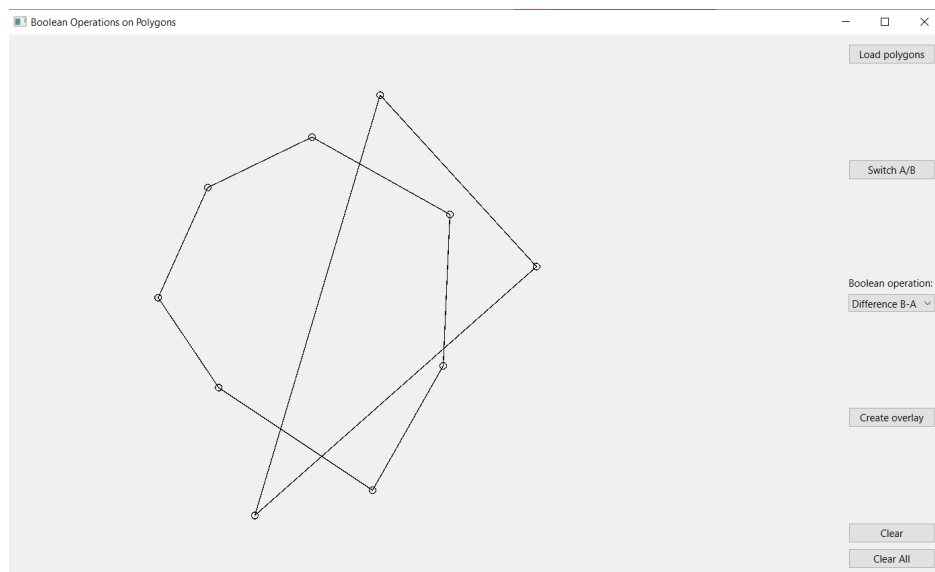 Boolean Operations on Polygons
Load polygons
Switch A/B
Boolean operation:
Difference B-A
Create overlay
Clear
Clear All